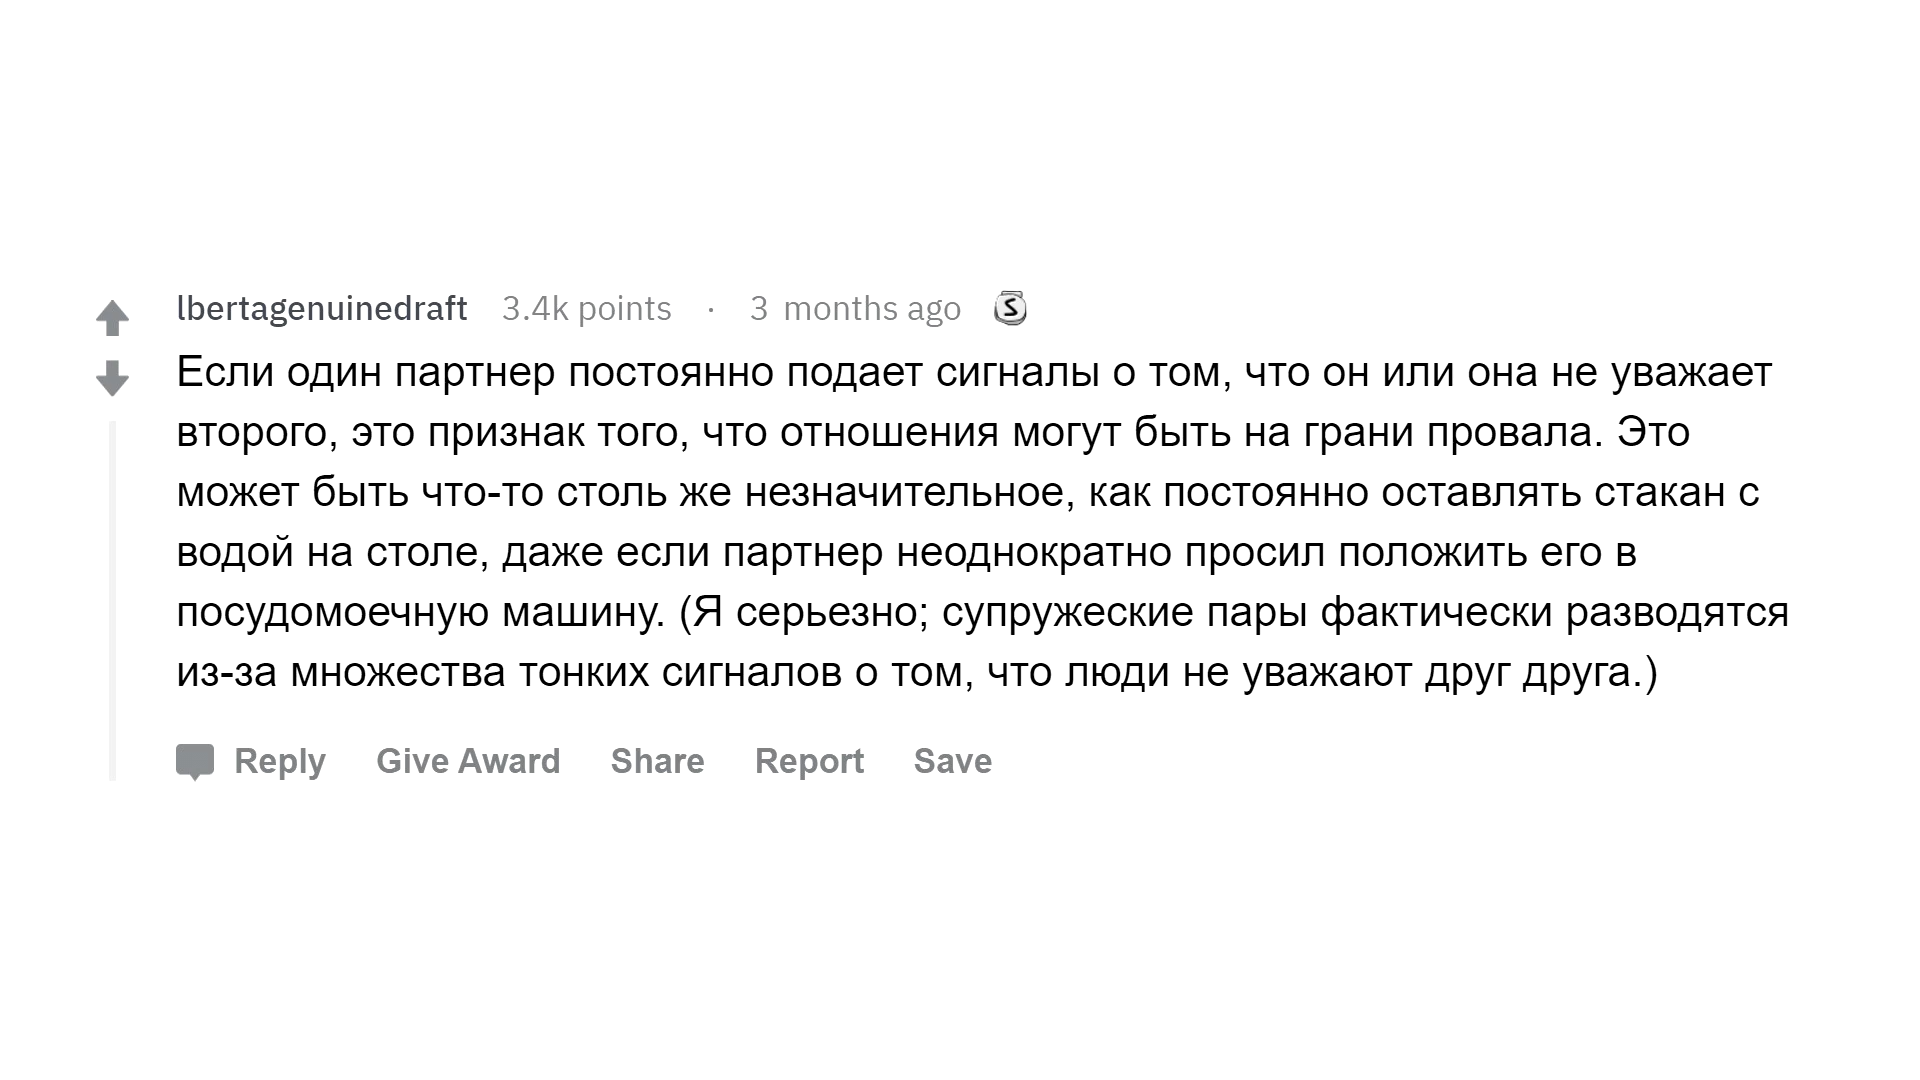 lbertagenuinedraft 3.4k points · 3 months ago S
Если один партнер постоянно подает сигналы о том, что он или она не уважает
второго, это признак того, что отношения могут быть на грани провала. Это
может быть что-то столь же незначительное, как постоянно оставлять стакан с
водой на столе, даже если партнер неоднократно просил положить его в
посудомоечную машину. (Я серьезно; супружеские пары фактически разводятся
из-за множества тонких сигналов о том, что люди не уважают друг друга.)
Reply Give Award Share Report Save